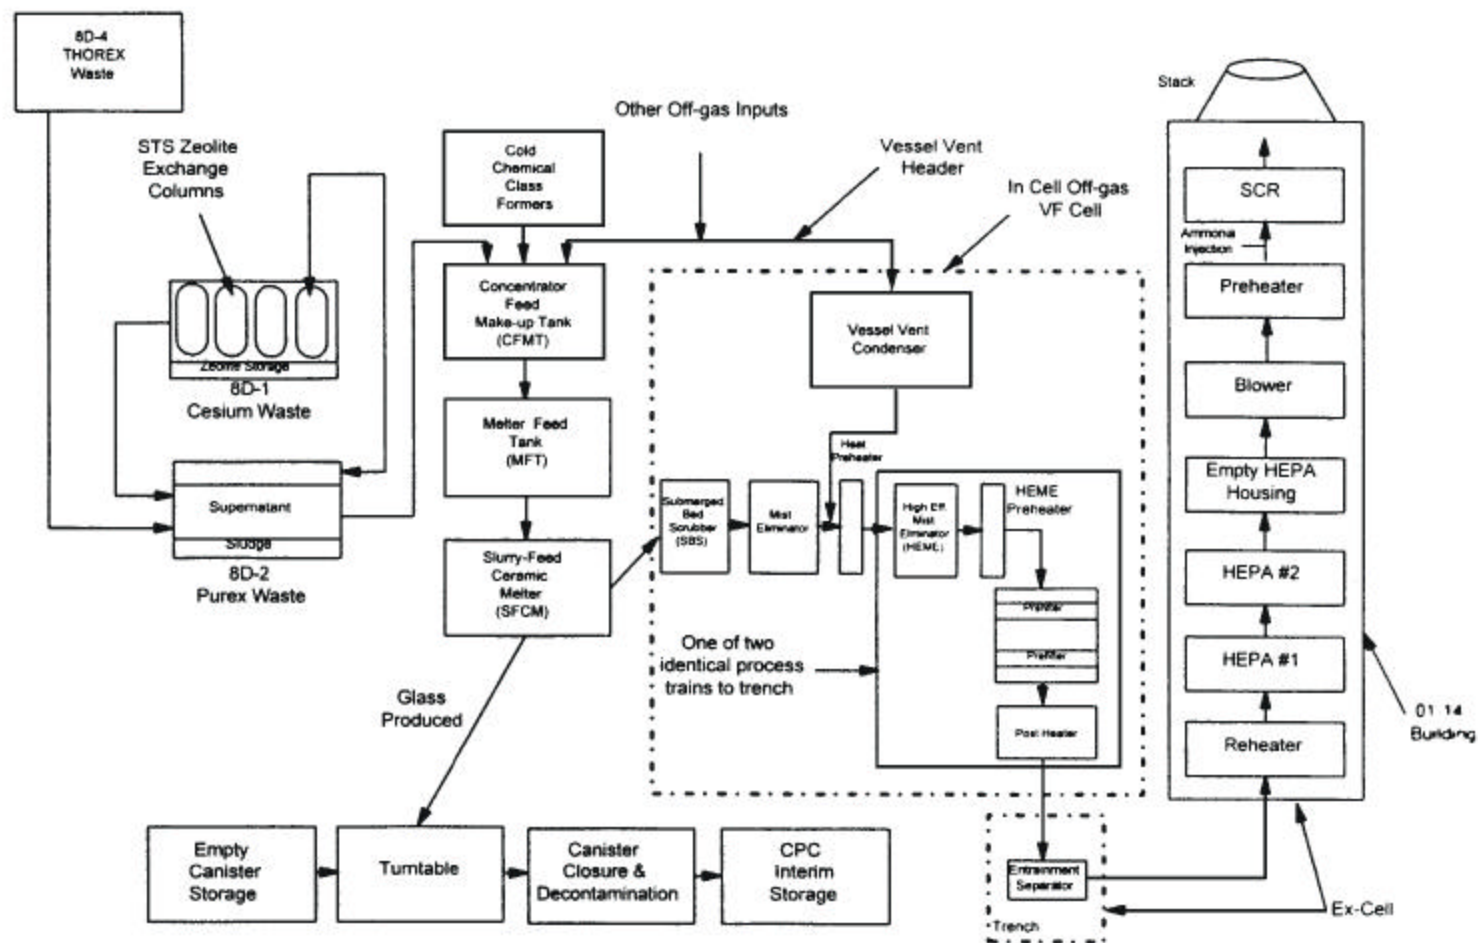 8D-4
THOREX
Waste
STS Zeolite
Exchange
Columns
Zeolite Storage
8D-1
Cesium Waste
Supernatant
Sludge
8D-2
Purex Waste
Cold
Chemical
Class
Formers
Concentrator
Feed
Make-up Tank
(CFMT)
Melter Feed
Tank
(MFT)
Slurry-Feed
Ceramic
Melter
(SFCM)
Glass
Produced
Empty
Canister
Storage
Turntable
Canister
Closure &
Decontamination
CPC
Interim
Storage
Other Off-gas Inputs
Vessel Vent
Header
In Cell Off-gas
VF Cell
Vessel Vent
Condenser
Heat
Preheater
Submerged
Bed
Scrubber
(SBS)
Mist
Eliminator
High Eff.
Mist
Eliminator
(HEME)
HEME
Preheater
Prefilter
Prefilter
Post Heater
One of two
identical process
trains to trench
Entrainment
Separator
Trench
Ex-Cell
Stack
SCR
Ammonia
Injection
Preheater
Blower
Empty HEPA
Housing
HEPA #2
HEPA #1
Reheater
01 14
Building